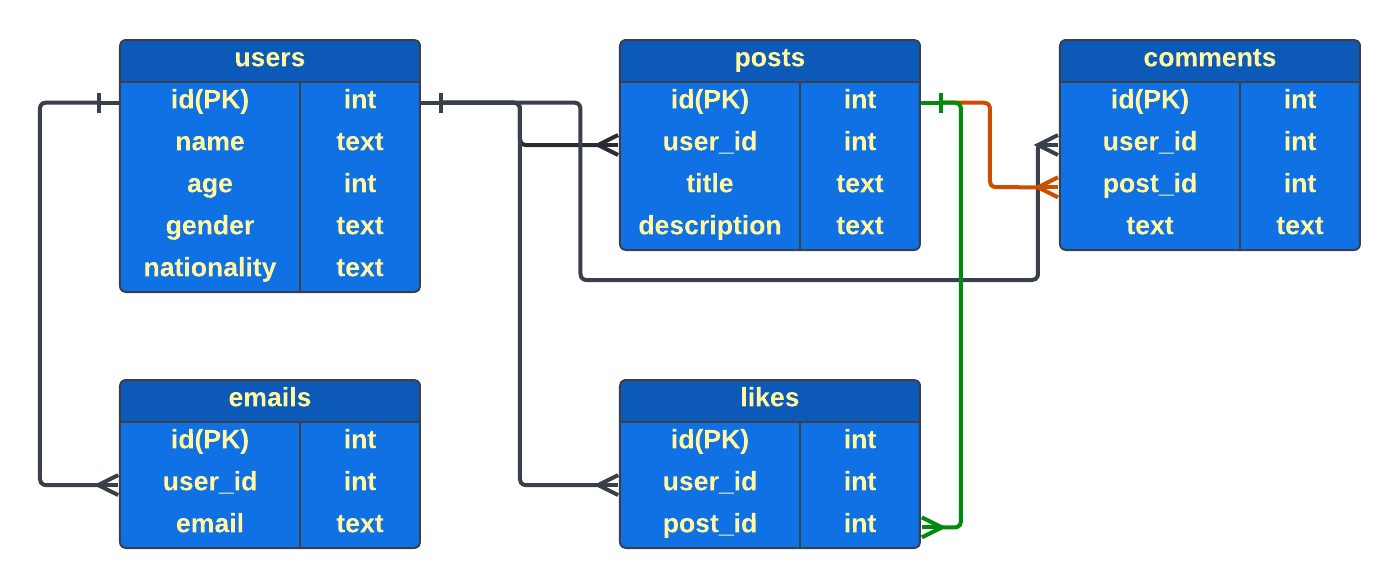 users
id(PK) int
name text
age int
gender text
nationality text
posts
id(PK) int
user_id int
title text
description text
comments
id(PK) int
user_id int
post_id int
text text
emails
id(PK) int
user_id int
email text
likes
id(PK) int
user_id int
post_id int